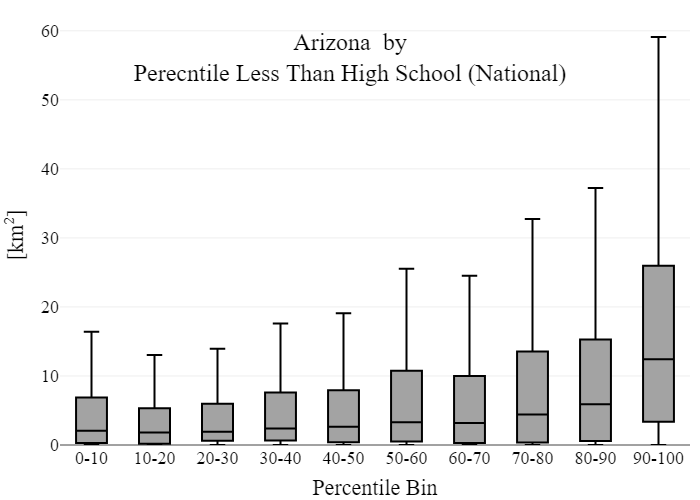 Arizona by
Perecntile Less Than High School (National)
60
50
40
30
20
10
0
[km²]
0-10 10-20 20-30 30-40 40-50 50-60 60-70 70-80 80-90 90-100
Percentile Bin